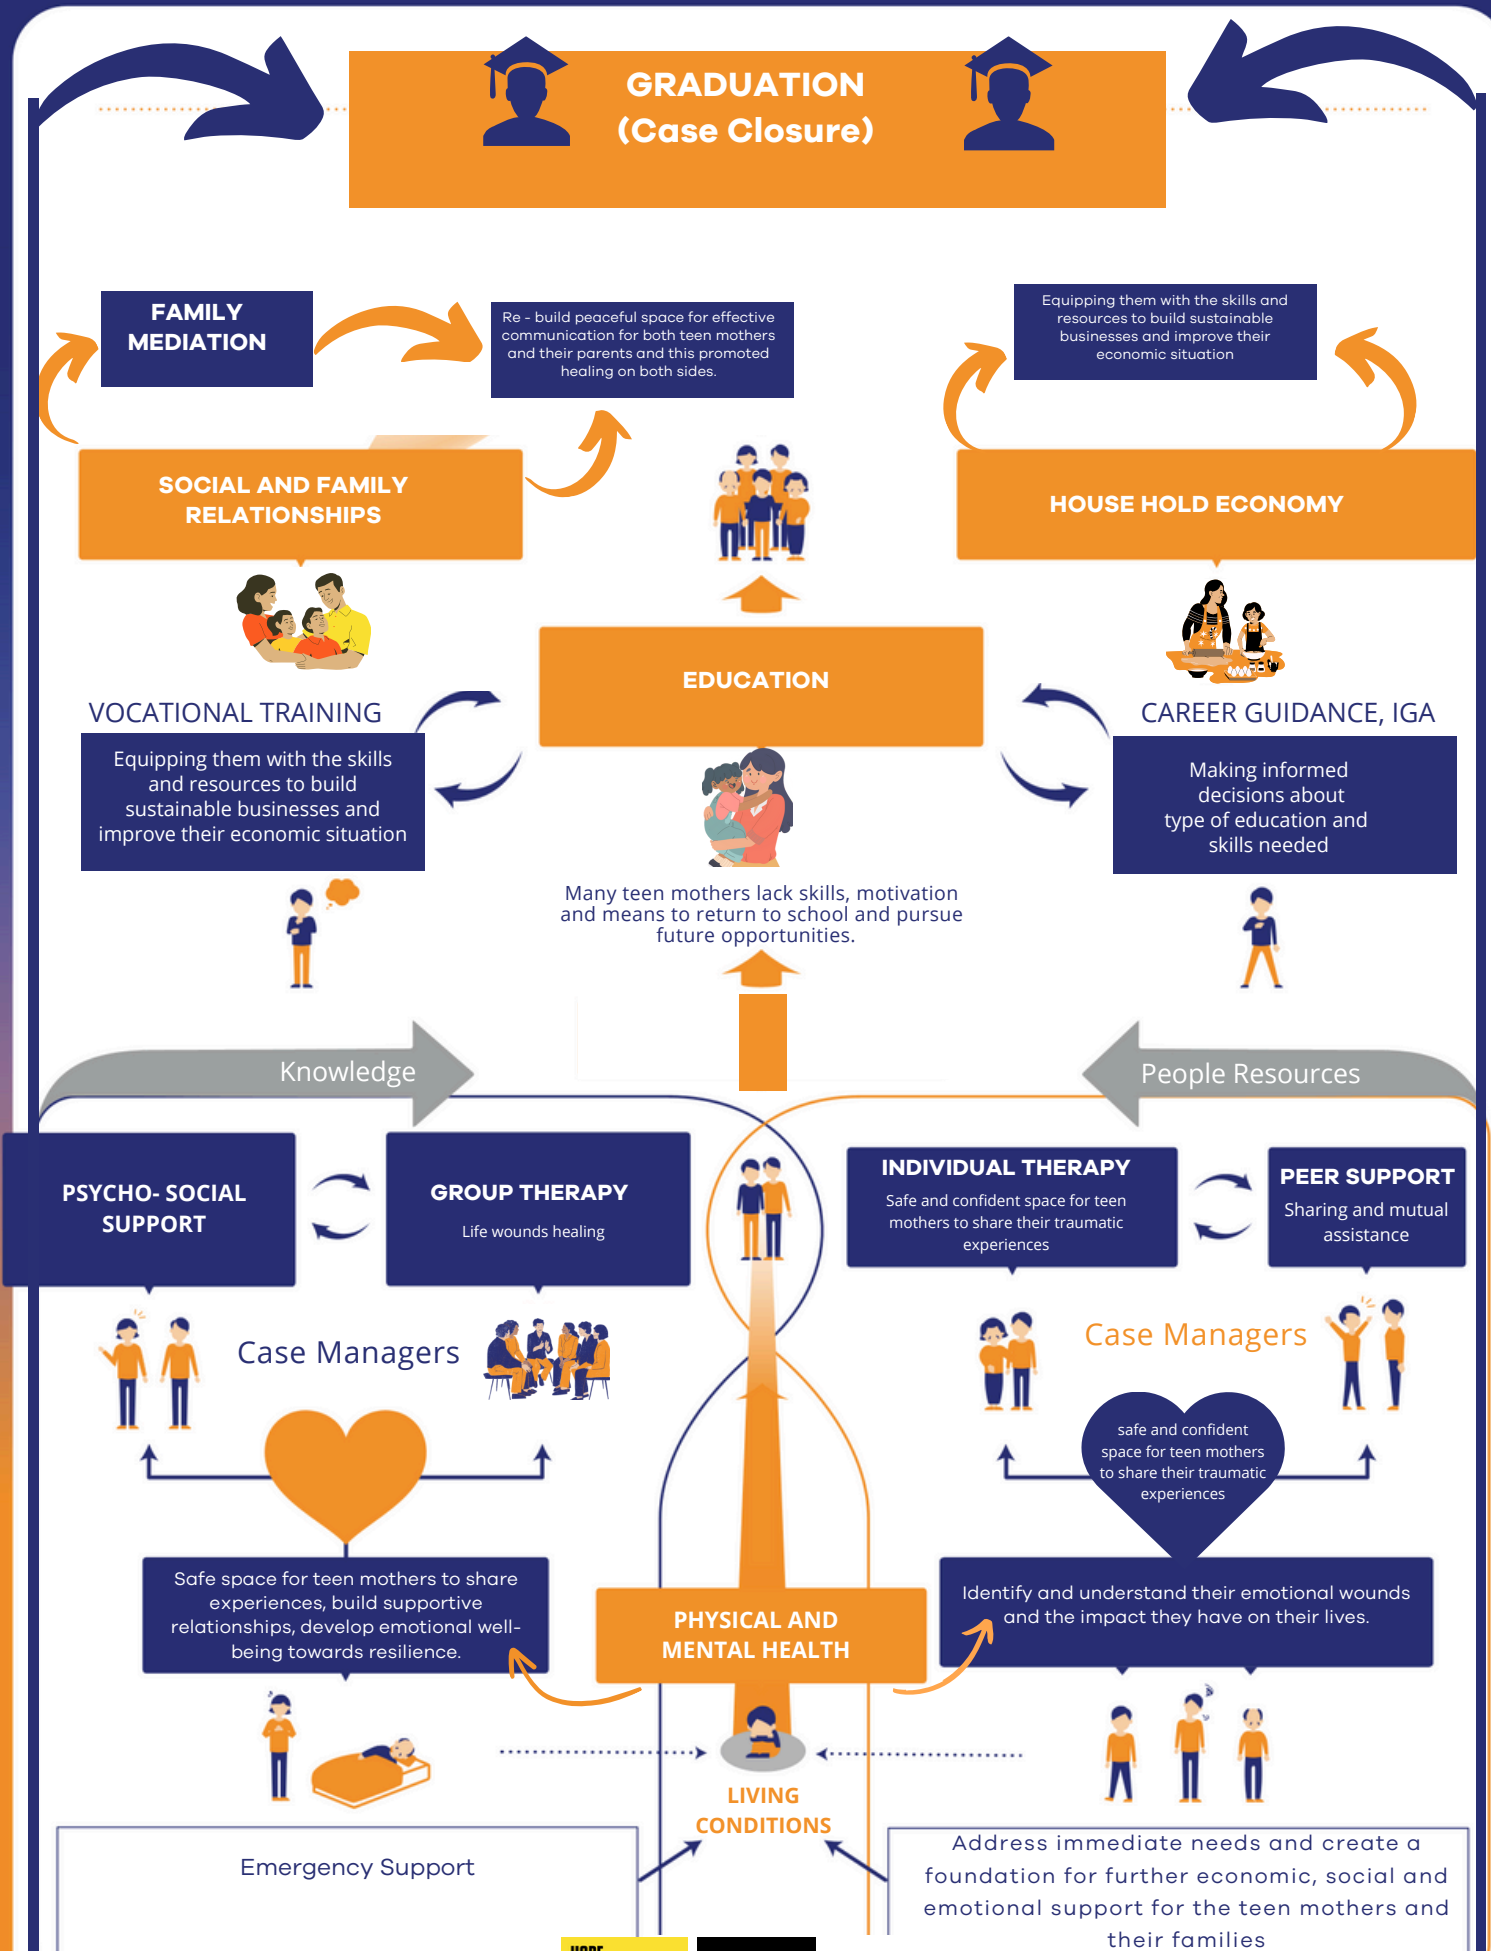 GRADUATION
(Case Closure)
FAMILY
MEDIATION
Re - build peaceful space for effective
communication for both teen mothers
and their parents and this promoted
healing on both sides.
Equipping them with the skills and
resources to build sustainable
businesses and improve their
economic situation
SOCIAL AND FAMILY
RELATIONSHIPS
HOUSE HOLD ECONOMY
EDUCATION
VOCATIONAL TRAINING
Equipping them with the skills
and resources to build
sustainable businesses and
improve their economic situation
CAREER GUIDANCE, IGA
Making informed
decisions about
type of education and
skills needed
Many teen mothers lack skills, motivation
and means to return to school and pursue
future opportunities.
Knowledge
People Resources
PSYCHO- SOCIAL
SUPPORT
GROUP THERAPY
Life wounds healing
INDIVIDUAL THERAPY
Safe and confident space for teen
mothers to share their traumatic
experiences
PEER SUPPORT
Sharing and mutual
assistance
Case Managers
Case Managers
safe and confident
space for teen mothers
to share their traumatic
experiences
Safe space for teen mothers to share
experiences, build supportive
relationships, develop emotional well-
being towards resilience.
PHYSICAL AND
MENTAL HEALTH
Identify and understand their emotional wounds
and the impact they have on their lives.
LIVING
CONDITIONS
Emergency Support
Address immediate needs and create a
foundation for further economic, social and
emotional support for the teen mothers and
their families